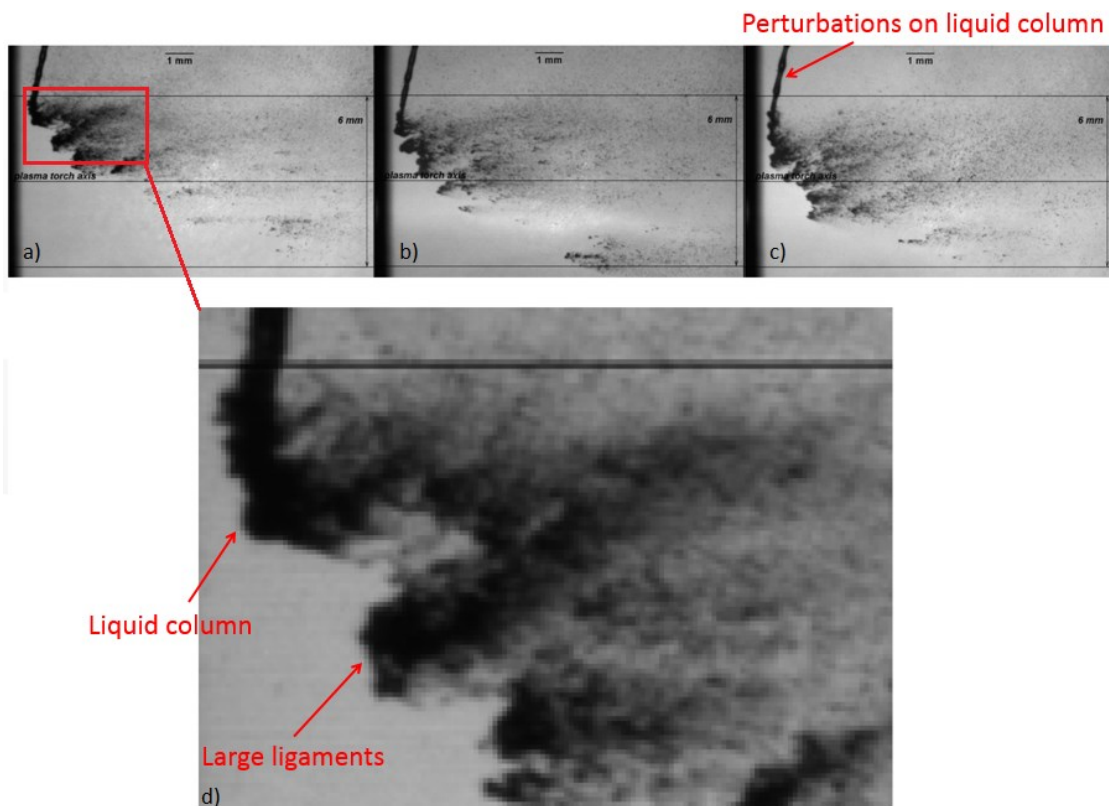 Perturbations on liquid column
1 mm
1 mm
1 mm
6 mm
6 mm
6 mm
plasma torch axis
plasma torch axis
plasma torch axis
a)
b)
c)
Liquid column
Large ligaments
d)